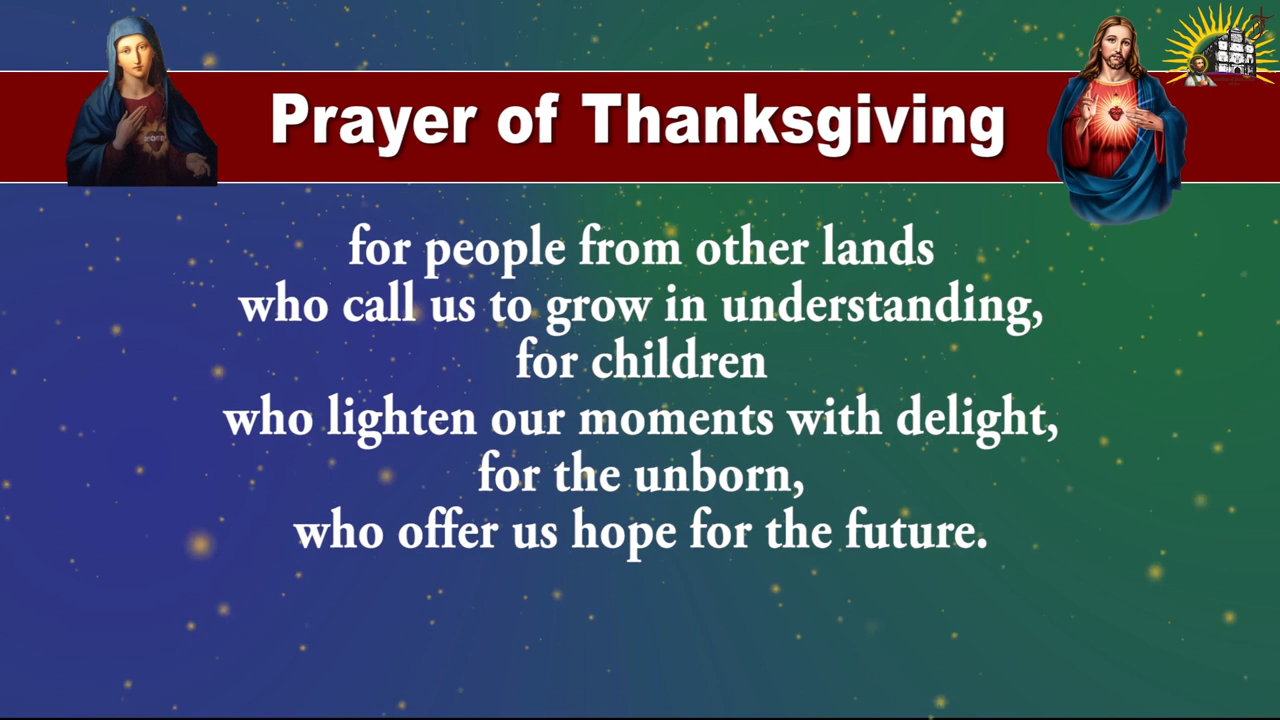 Prayer of Thanksgiving
for people from other lands
who call us to grow in understanding,
for children
who lighten our moments with delight,
for the unborn,
who offer us hope for the future.